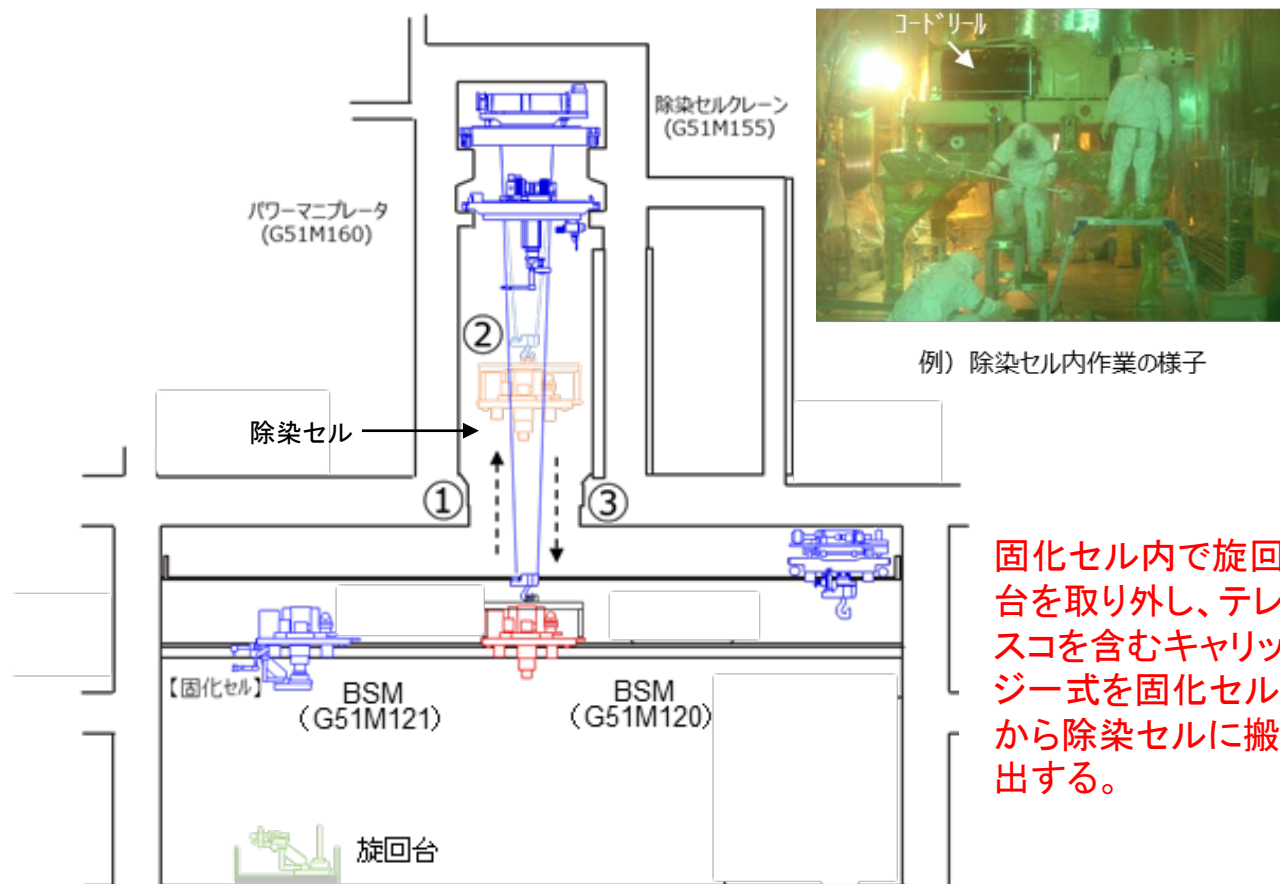 コードリール
除染セルクレーン
(G51M155)
パワーマニプレータ
(G51M160)
例）除染セル内作業の様子
②
除染セル
①
③
固化セル内で旋回
台を取り外し、テレ
スコを含むキャリッ
ジ一式を固化セル
から除染セルに搬
出する。
【固化セル】
BSM
（G51M121）
BSM
（G51M120）
旋回台